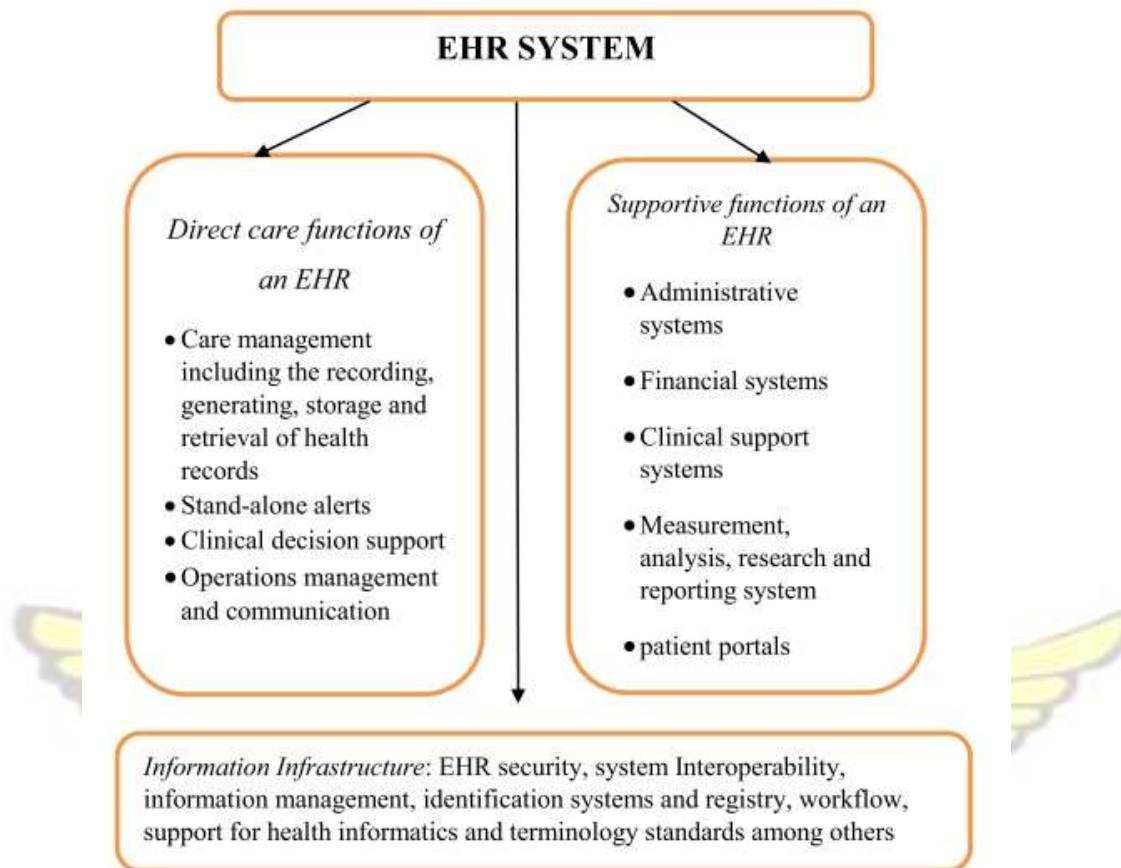 EHR SYSTEM
Direct care functions of
an EHR
• Care management
including the recording,
generating, storage and
retrieval of health
records
• Stand-alone alerts
• Clinical decision support
• Operations management
and communication
Supportive functions of an
EHR
• Administrative
systems
• Financial systems
• Clinical support
systems
• Measurement,
analysis, research and
reporting system
• patient portals
Information Infrastructure: EHR security, system Interoperability,
information management, identification systems and registry, workflow,
support for health informatics and terminology standards among others